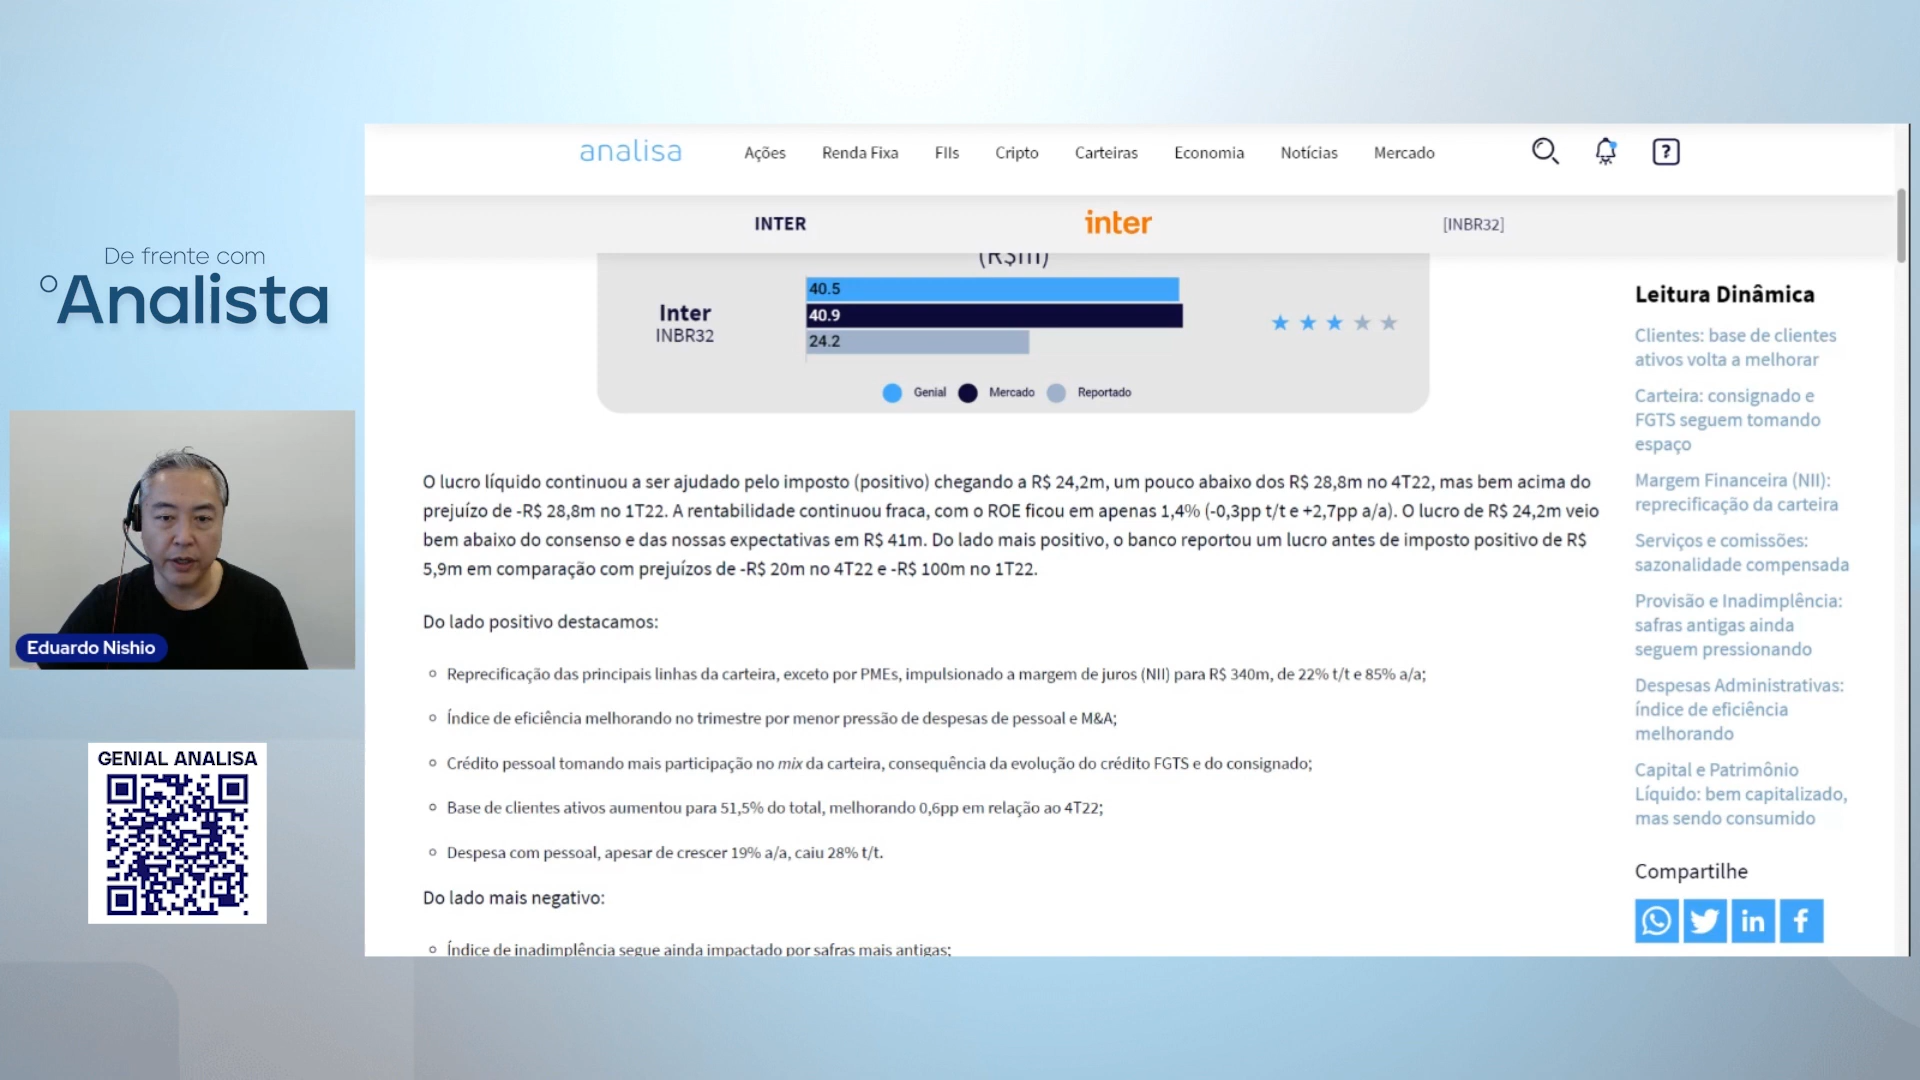 De frente com
o Analista
Eduardo Nishio
GENIAL ANALISA
analisa
Ações
Renda Fixa
FIIs
Cripto
Carteiras
Economia
Notícias
Mercado
?
INTER
inter
[INBR32]
(R$m)
Inter
INBR32
40.5
40.9
24.2
Genial
Mercado
Reportado
O lucro líquido continuou a ser ajudado pelo imposto (positivo) chegando a R$ 24,2m, um pouco abaixo dos R$ 28,8m no 4T22, mas bem acima do
prejuízo de -R$ 28,8m no 1T22. A rentabilidade continuou fraca, com o ROE ficou em apenas 1,4% (-0,3pp t/t e +2,7pp a/a). O lucro de R$ 24,2m veio
bem abaixo do consenso e das nossas expectativas em R$ 41m. Do lado mais positivo, o banco reportou um lucro antes de imposto positivo de R$
5,9m em comparação com prejuízos de -R$ 20m no 4T22 e -R$ 100m no 1T22.
Do lado positivo destacamos:
Reprecificação das principais linhas da carteira, exceto por PMEs, impulsionado a margem de juros (NII) para R$ 340m, de 22% t/t e 85% a/a;
Índice de eficiência melhorando no trimestre por menor pressão de despesas de pessoal e M&A;
Crédito pessoal tomando mais participação no mix da carteira, consequência da evolução do crédito FGTS e do consignado;
Base de clientes ativos aumentou para 51,5% do total, melhorando 0,6pp em relação ao 4T22;
Despesa com pessoal, apesar de crescer 19% a/a, caiu 28% t/t.
Do lado mais negativo:
Índice de inadimplência segue ainda impactado por safras mais antigas;
Leitura Dinâmica
Clientes: base de clientes
ativos volta a melhorar
Carteira: consignado e
FGTS seguem tomando
espaço
Margem Financeira (NII):
reprecificação da carteira
Serviços e comissões:
sazonalidade compensada
Provisão e Inadimplência:
safras antigas ainda
seguem pressionando
Despesas Administrativas:
índice de eficiência
melhorando
Capital e Patrimônio
Líquido: bem capitalizado,
mas sendo consumido
Compartilhe